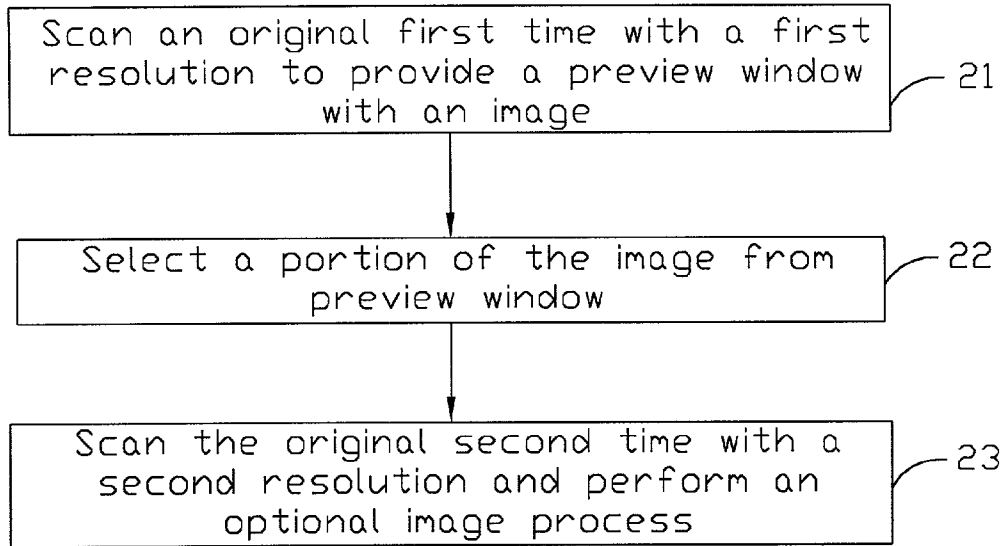 Scan an original first time with a first
resolution to provide a preview window
with an image
21
Select a portion of the image from
preview window
22
Scan the original second time with a
second resolution and perform an
optional image process
23